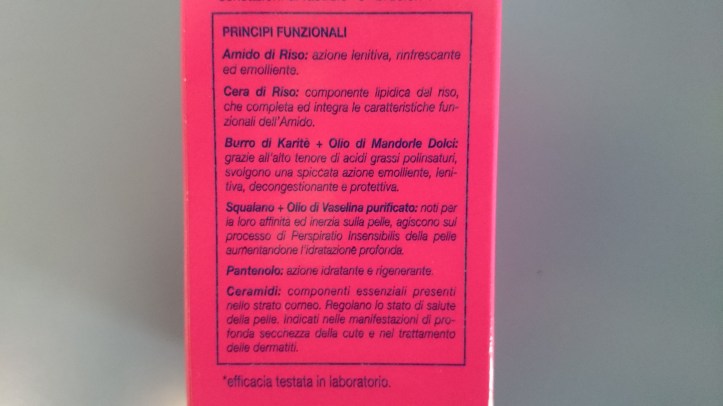 PRINCIPI FUNZIONALI
Amido di Riso: azione lenitiva, rinfrescante
ed emolliente.
Cera di Riso: componente lipidica dal riso,
che completa ed integra le caratteristiche fun-
zionali dell'Amido.
Burro di Karitè + Olio di Mandorle Dolci:
grazie all'alto tenore di acidi grassi polinsaturi,
svolgono una spiccata azione emolliente, leni-
tiva, decongestionante e protettiva.
Squalano + Olio di Vaselina purificato: noti per
la loro affinità ed inerzia sulla pelle, agiscono sul
processo di Perspiratio Insensibilis della pelle
aumentandone l'idratazione profonda.
Pantenolo: azione idratante e rigenerante.
Ceramidi: componenti essenziali presenti
nello strato corneo. Regolano lo stato di salute
della pelle. Indicati nelle manifestazioni di pro-
fonda secchezza della cute e nel trattamento
delle dermatiti.
*efficacia testata in laboratorio.